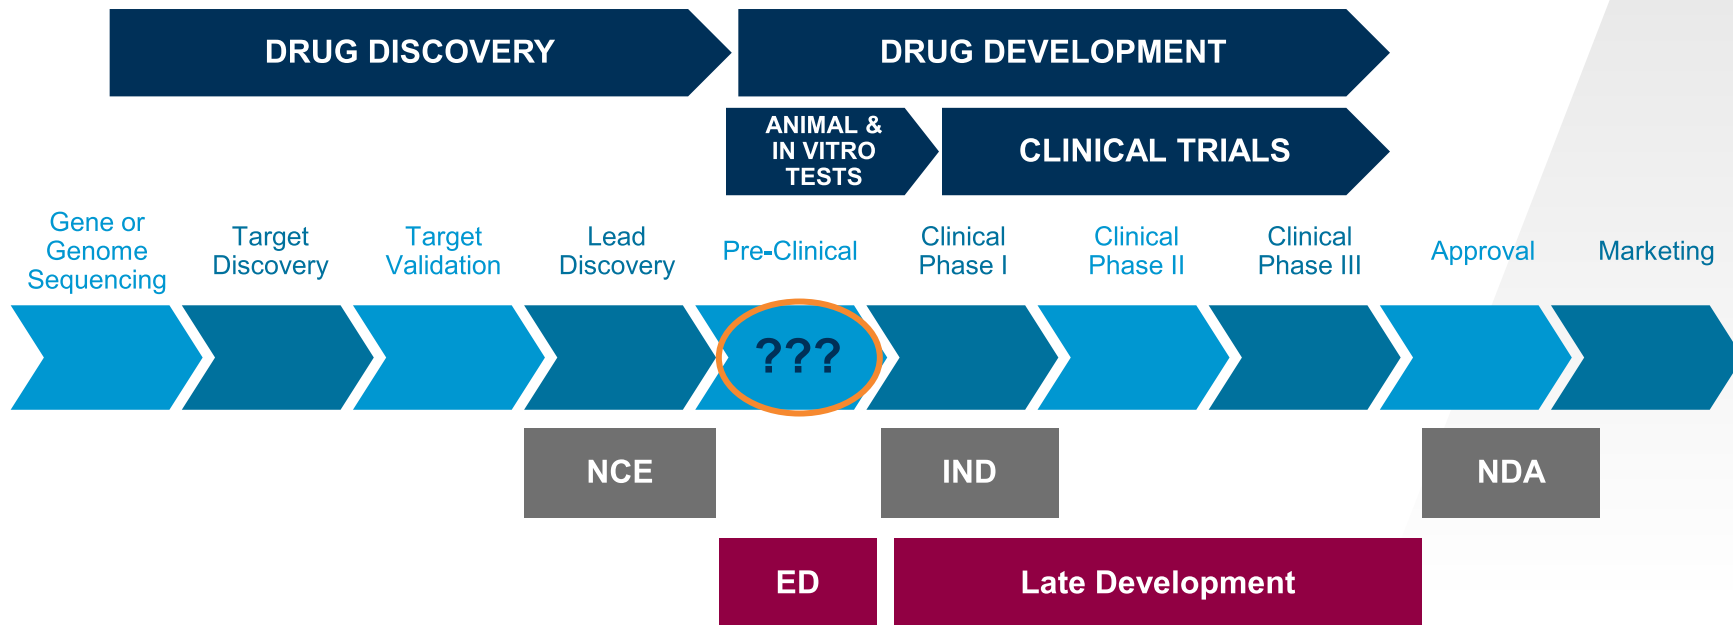 DRUG DISCOVERY
DRUG DEVELOPMENT
ANIMAL &
IN VITRO
TESTS
CLINICAL TRIALS
Gene or
Genome
Sequencing
Target
Discovery
Target
Validation
Lead
Discovery
Pre-Clinical
Clinical
Phase I
Clinical
Phase II
Clinical
Phase III
Approval
Marketing
???
NCE
IND
NDA
ED
Late Development